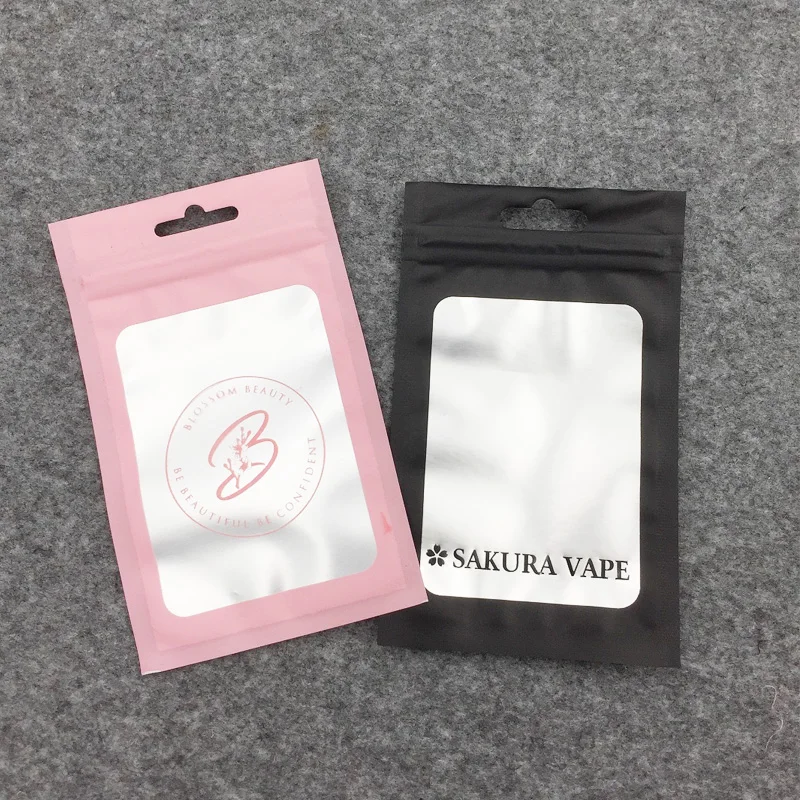 BLOSSOM BEAUTY
B
BE BEAUTIFUL BE CONFIDENT
SAKURA VAPE